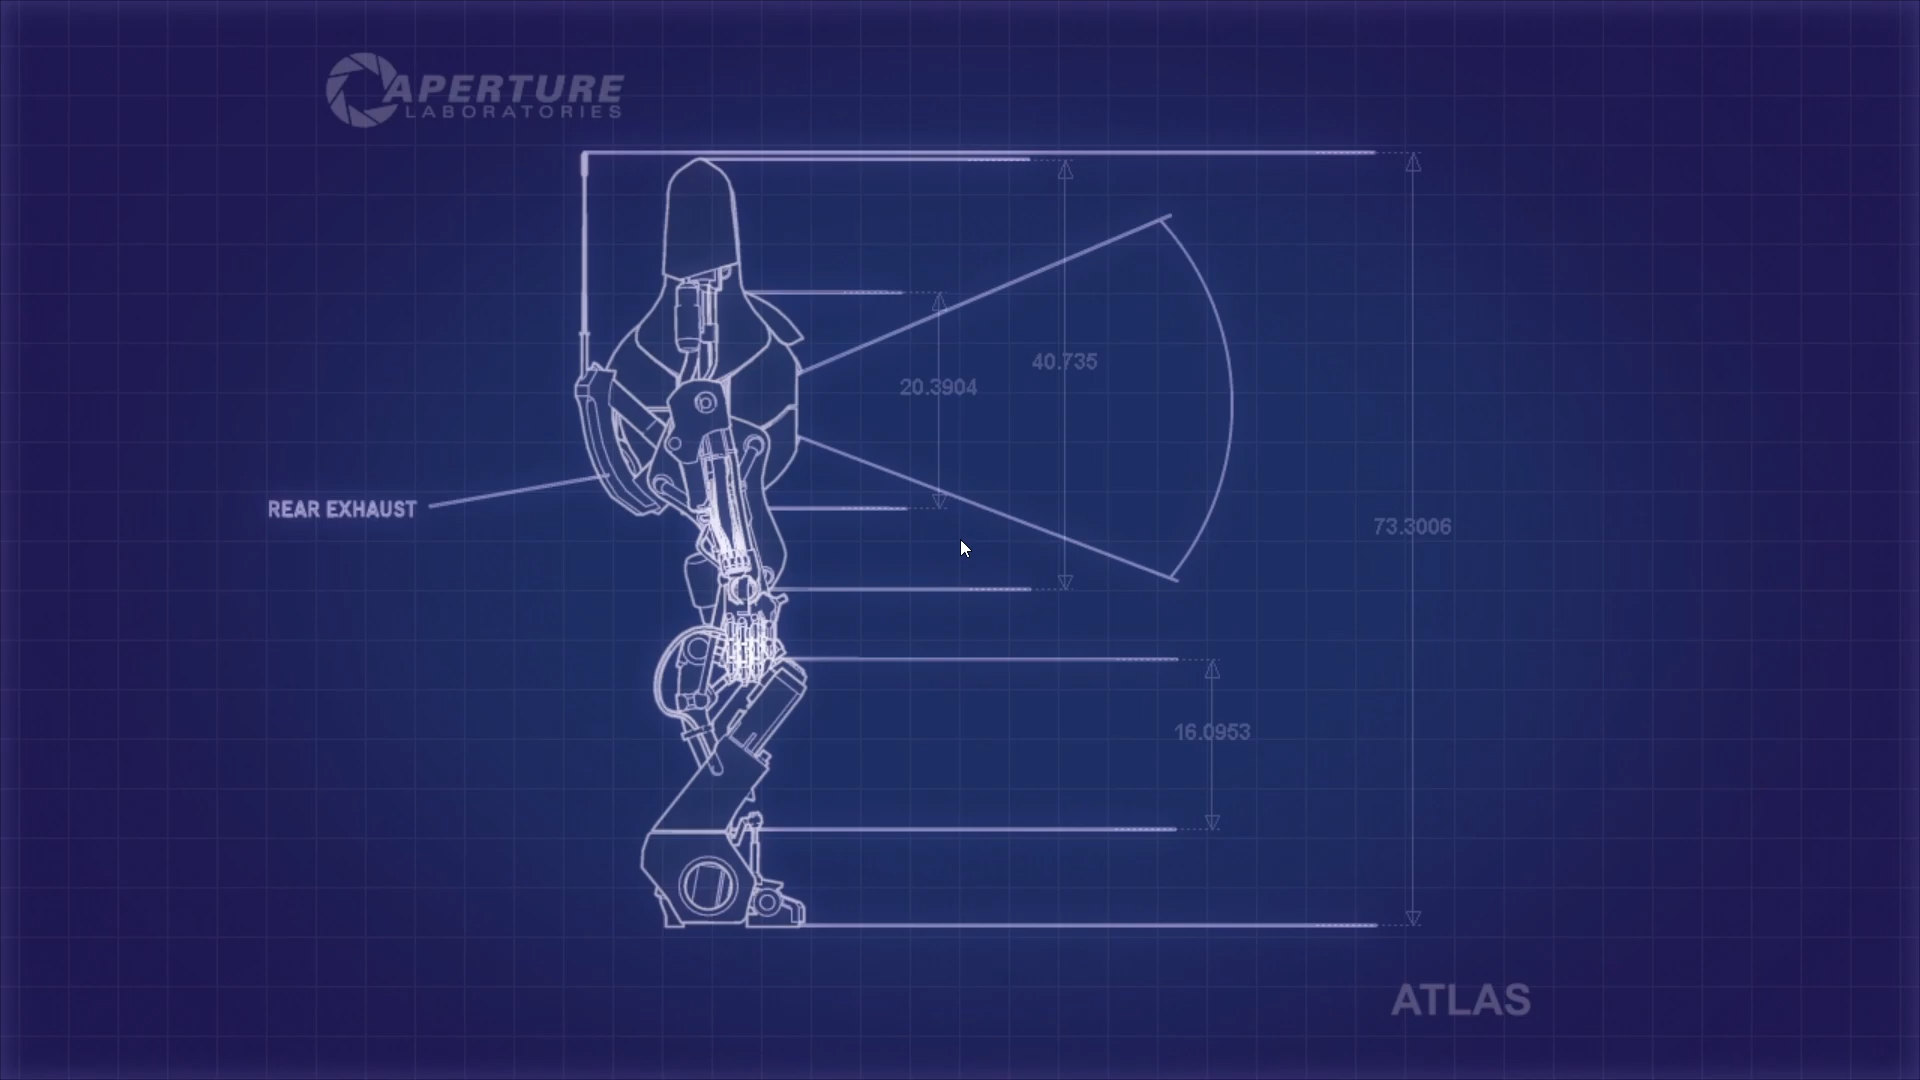 APERTURE
LABORATORIES
40.735
20.3904
REAR EXHAUST
73.3006
16.0953
ATLAS